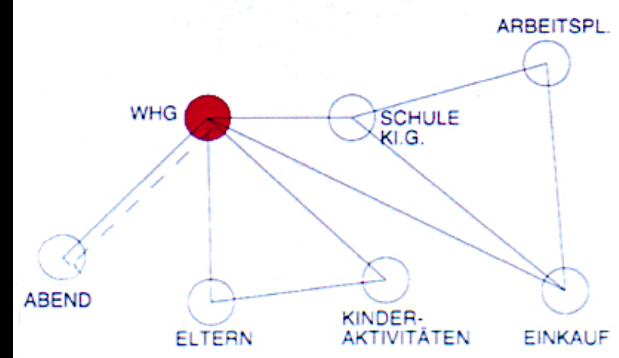 ARBEITSPL.
WHG
SCHULE
KI.G.
ABEND
ELTERN
KINDER-
AKTIVITÄTEN
EINKAUF